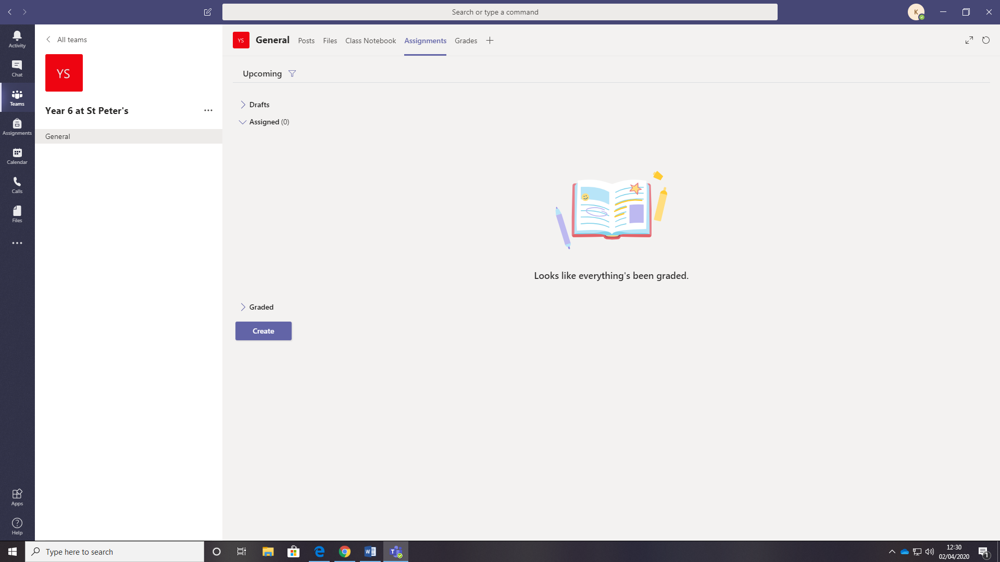 Search or type a command
K
Activity
Chat
Teams
Assignments
Calendar
Calls
Files
Apps
Help
All teams
YS
Year 6 at St Peter's
General
YS General Posts Files Class Notebook Assignments Grades
Upcoming
Drafts
Assigned (0)
Looks like everything's been graded.
Graded
Create
Type here to search
12:30
02/04/2020
1